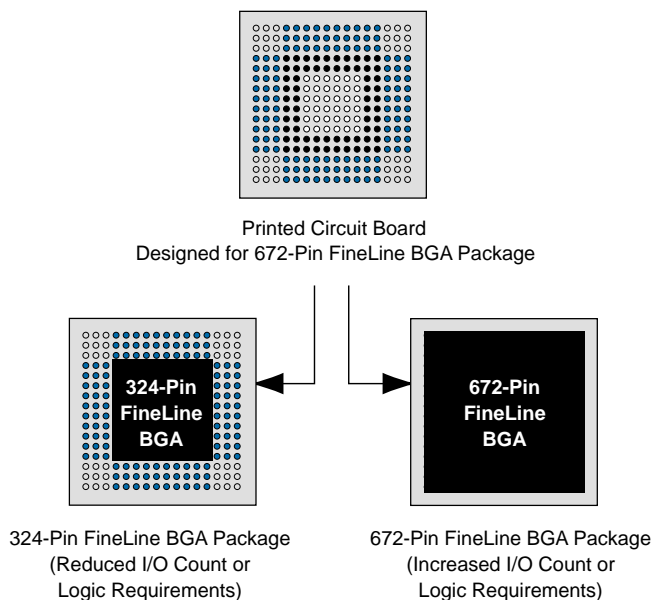 Printed Circuit Board
Designed for 672-Pin FineLine BGA Package
324-Pin
FineLine
BGA
672-Pin
FineLine
BGA
324-Pin FineLine BGA Package
(Reduced I/O Count or
Logic Requirements)
672-Pin FineLine BGA Package
(Increased I/O Count or
Logic Requirements)